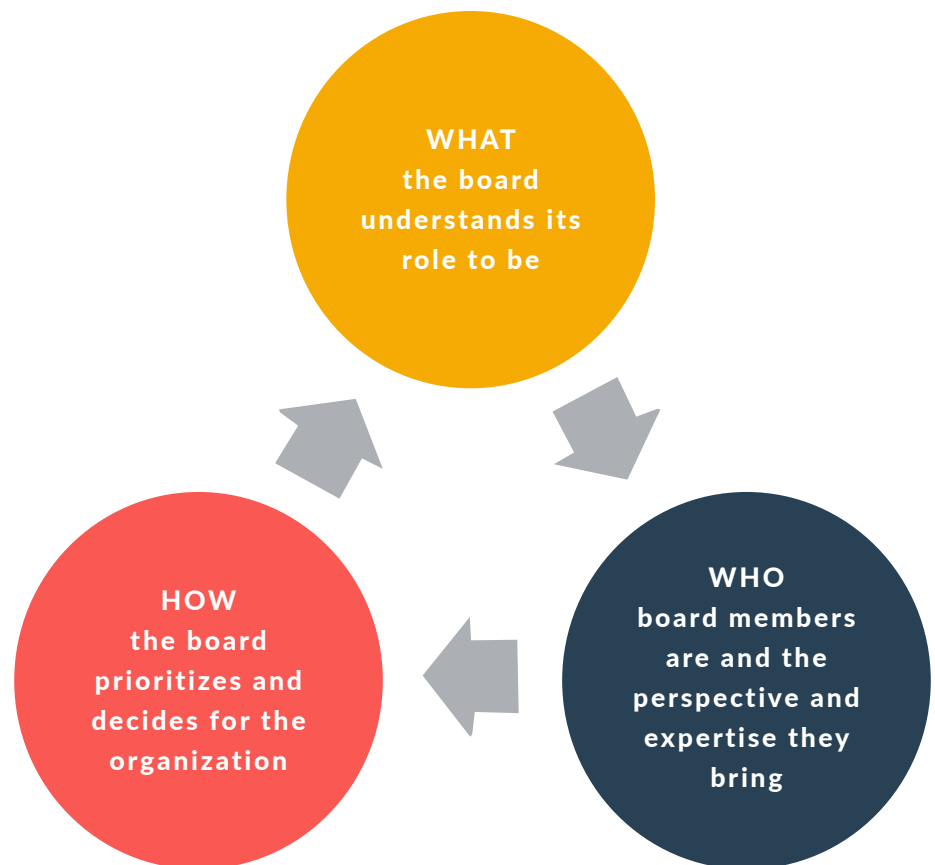 WHAT
the board
understands its
role to be
WHO
board members
are and the
perspective and
expertise they
bring
HOW
the board
prioritizes and
decides for the
organization